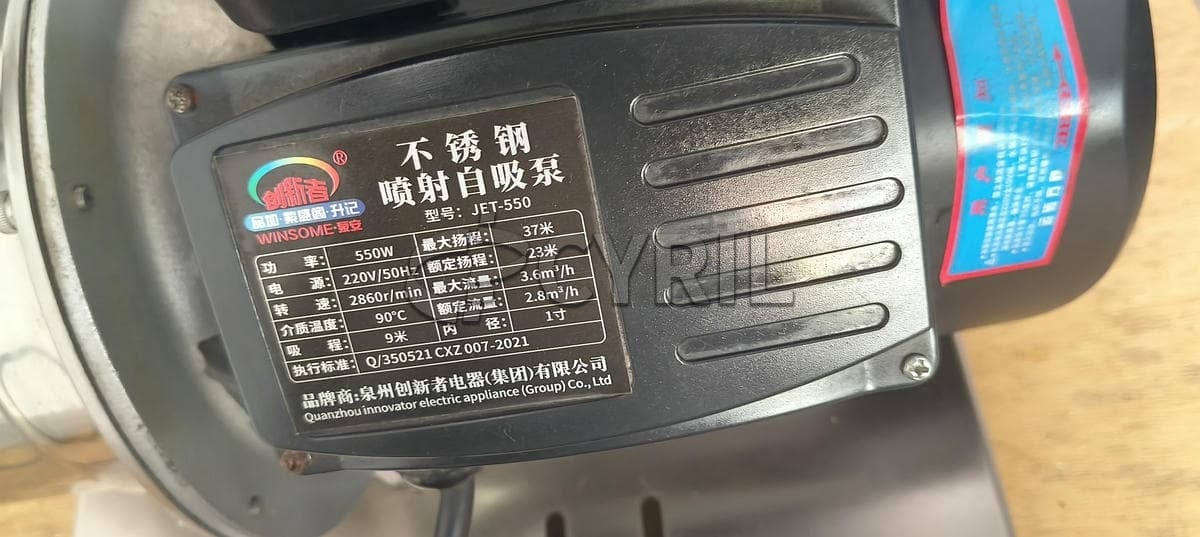 不锈钢
喷射自吸泵
型号：JET-550
创新者®
品如·泉盛阁·升记
WINSOME·泉安
功 率： 550W 最大扬程： 37米
电 源： 220V/50Hz 额定扬程： 23米
转 速： 2860r/min 最大流量： 3.6m³/h
介质温度： 90°C 额定流量： 2.8m³/h
吸 程： 9米 内 径： 1寸
执行标准： Q/350521 CXZ 007-2021
品牌商：泉州创新者电器(集团)有限公司
Quanzhou innovator electric appliance (Group) Co., Ltd
CYRIL